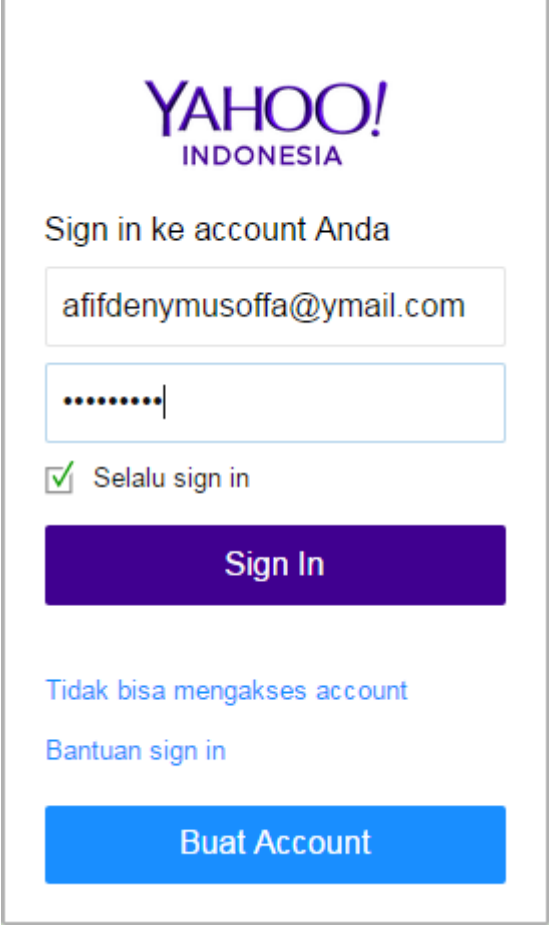 YAHOO!
INDONESIA
Sign in ke account Anda
afifdenymusoffa@ymail.com
•••••••••
Selalu sign in
Sign In
Tidak bisa mengakses account
Bantuan sign in
Buat Account